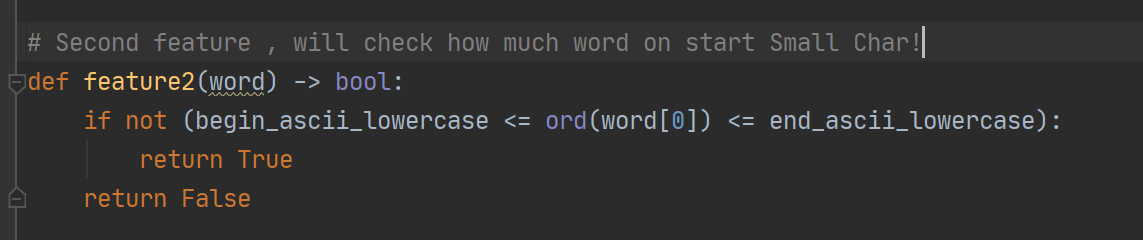 # Second feature , will check how much word on start Small Char!
def feature2(word) -> bool:
    if not (begin_ascii_lowercase <= ord(word[0]) <= end_ascii_lowercase):
        return True
    return False